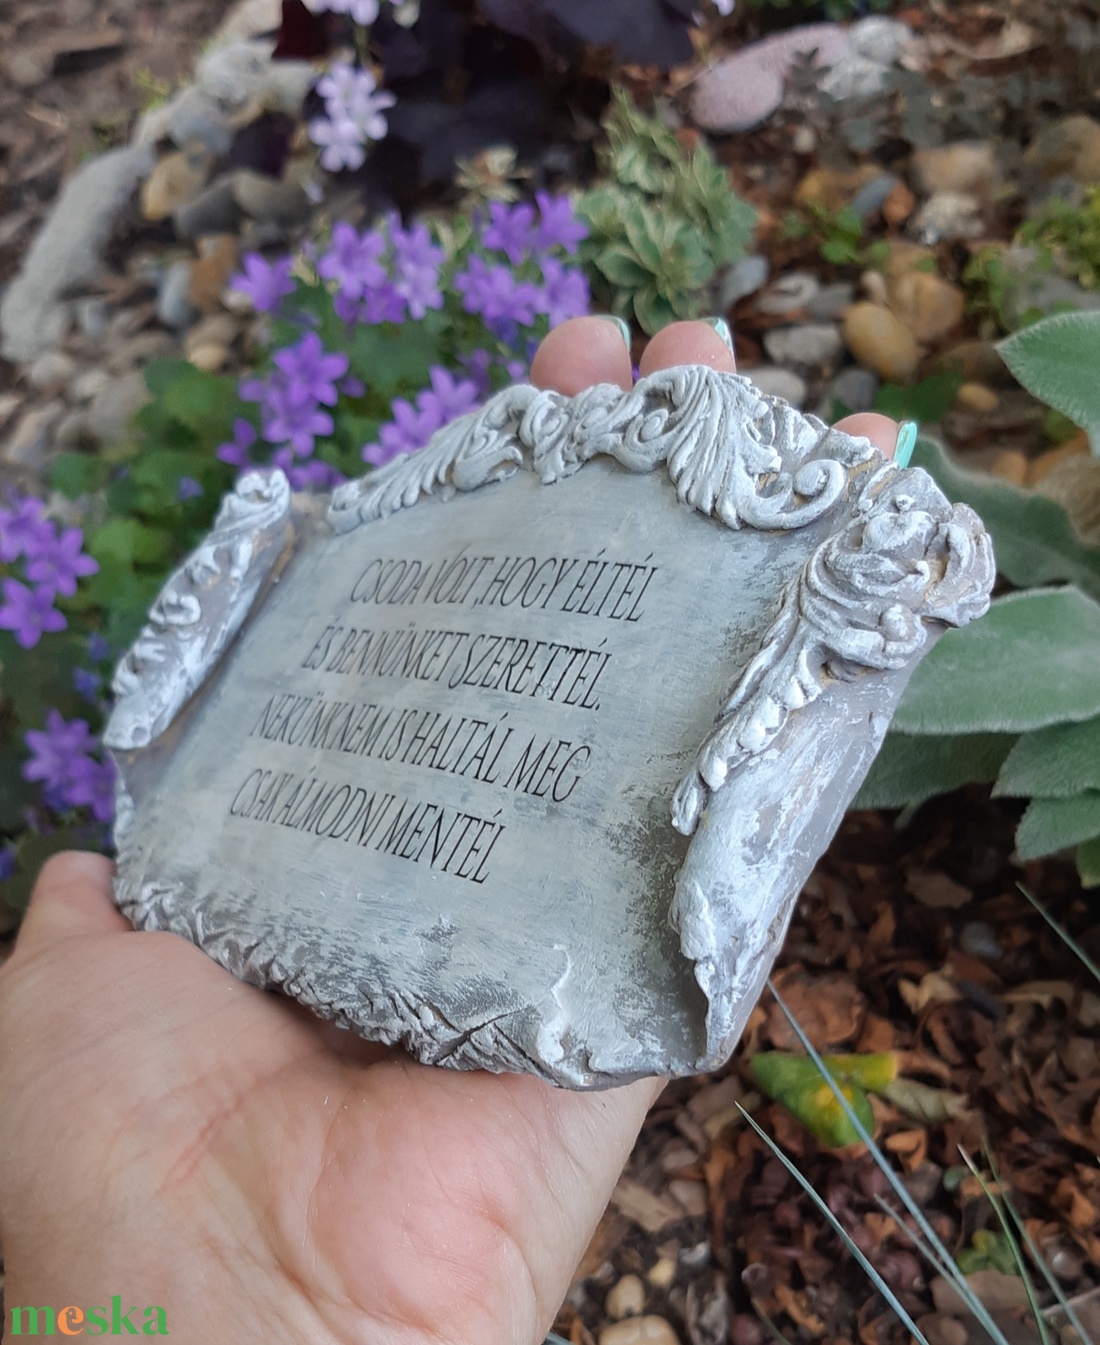 CSODA VOLT, HOGY ÉLTÉL
ÉS BENNÜNKET SZERETTÉL.
NEKÜNK NEM IS HALTÁL MEG
CSAK ÁLMODNI MENTÉL
meska